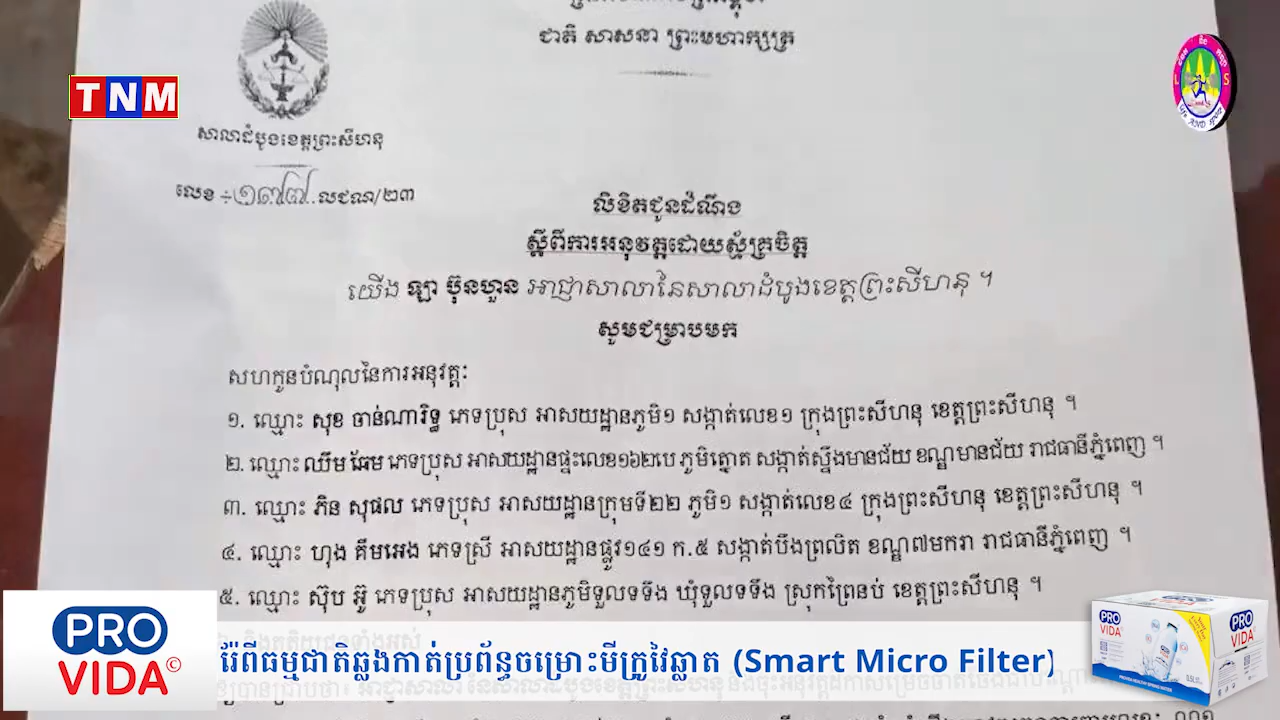 ជាតិ សាសនា ព្រះមហាក្សត្រ
TNM
សាលាដំបូងខេត្តព្រះសីហនុ
លេខ ÷២៣៧.លជណ/២៣
លិខិតជូនដំណឹង
ស្តីពីការអនុវត្តដោយស្ម័គ្រចិត្ត
យើង ឡា ប៊ុនហួន អាជ្ញាសាលានៃសាលាដំបូងខេត្តព្រះសីហនុ ។
សូមជម្រាបមក
សហកូនបំណុលនៃការអនុវត្តៈ
១. ឈ្មោះ សុខ ចាន់ណារិទ្ធ ភេទប្រុស អាសយដ្ឋានភូមិ១ សង្កាត់លេខ១ ក្រុងព្រះសីហនុ ខេត្តព្រះសីហនុ ។
២. ឈ្មោះ ឈឹម ឆែម ភេទប្រុស អាសយដ្ឋានផ្ទះលេខ១៦២បេ ភូមិត្នោត សង្កាត់ស្ទឹងមានជ័យ ខណ្ឌមានជ័យ រាជធានីភ្នំពេញ ។
៣. ឈ្មោះ ភិន សុផល ភេទប្រុស អាសយដ្ឋានក្រុមទី២២ ភូមិ១ សង្កាត់លេខ៤ ក្រុងព្រះសីហនុ ខេត្តព្រះសីហនុ ។
៤. ឈ្មោះ ហុង គឹមអេង ភេទស្រី អាសយដ្ឋានផ្លូវ១៤១ ក.៥ សង្កាត់បឹងព្រលិត ខណ្ឌ៧មករា រាជធានីភ្នំពេញ ។
៥. ឈ្មោះ ស៊ុប អ៊ូ ភេទប្រុស អាសយដ្ឋានភូមិទួលទទឹង ឃុំទួលទទឹង ស្រុកព្រៃនប់ ខេត្តព្រះសីហនុ ។
PRO VIDA©
រ៉ែពីធម្មជាតិឆ្លងកាត់ប្រព័ន្ធចម្រោះមីក្រូវៃឆ្លាត (Smart Micro Filter)
PRO VIDA
PRO VIDA